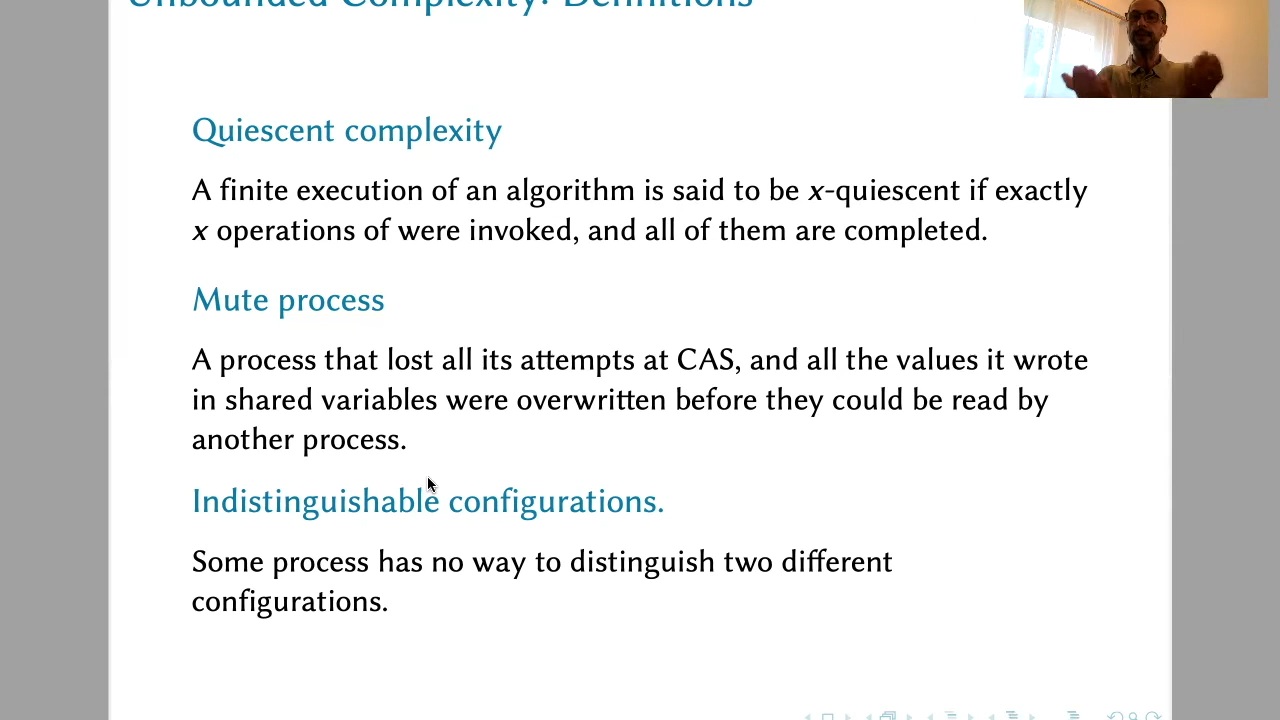 Unbounded Complexity: Definitions
Quiescent complexity
A finite execution of an algorithm is said to be x-quiescent if exactly
x operations of were invoked, and all of them are completed.
Mute process
A process that lost all its attempts at CAS, and all the values it wrote
in shared variables were overwritten before they could be read by
another process.
Indistinguishable configurations.
Some process has no way to distinguish two different
configurations.